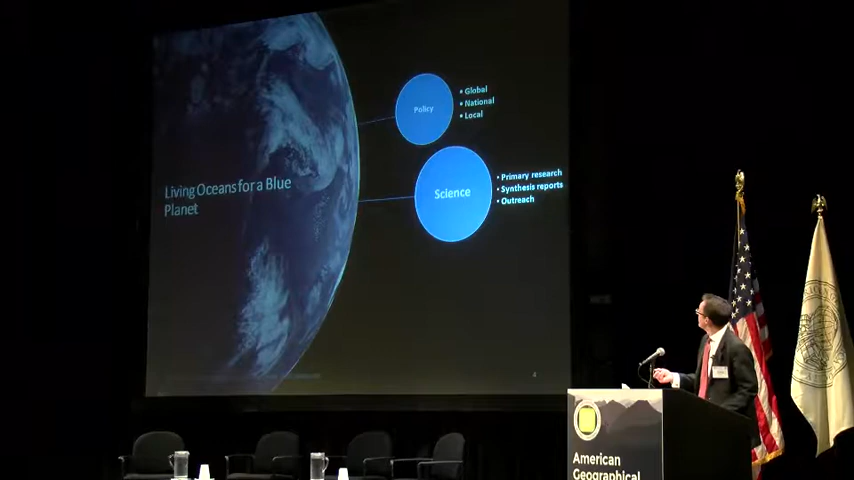 Living Oceans for a Blue
Planet
Policy
• Global
• National
• Local
Science
• Primary research
• Synthesis reports
• Outreach
American
Geographical